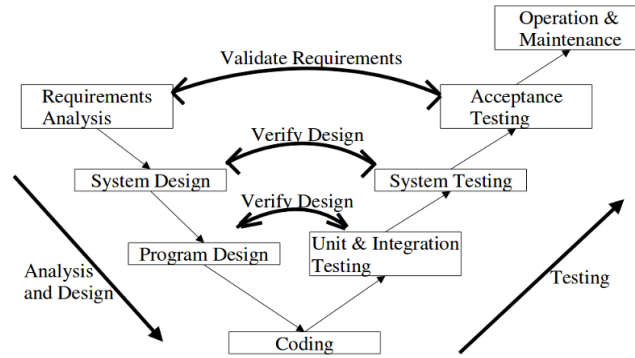 Operation &
Maintenance
Validate Requirements
Requirements
Analysis
Acceptance
Testing
Verify Design
System Design
System Testing
Verify Design
Program Design
Unit & Integration
Testing
Analysis
and Design
Testing
Coding